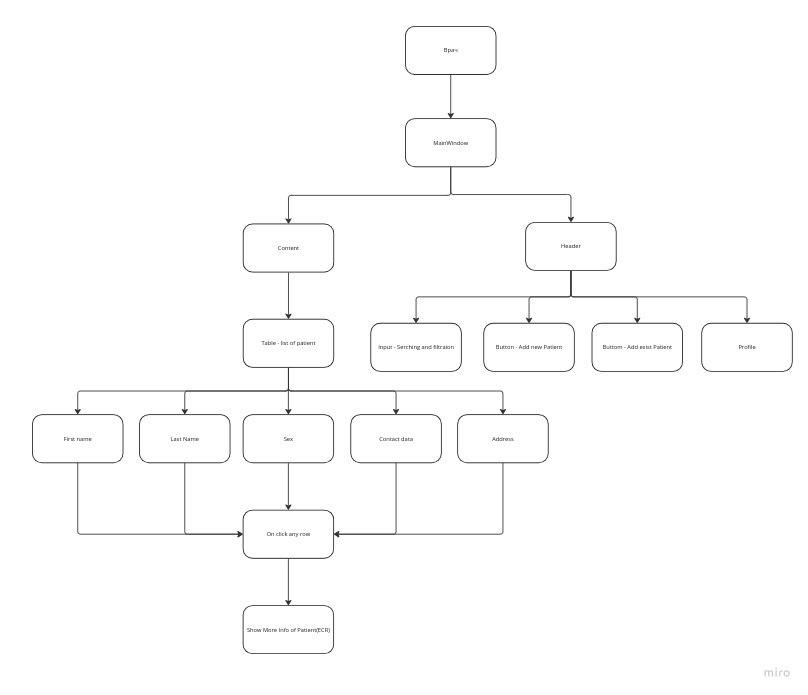 Врач
MainWindow
Content
Header
Table - list of patient
Input - Serching and filtraion
Button - Add new Patient
Buttom - Add exist Patient
Profile
First name
Last Name
Sex
Contact data
Address
On click any row
Show More Info of Patient(ECR)
miro